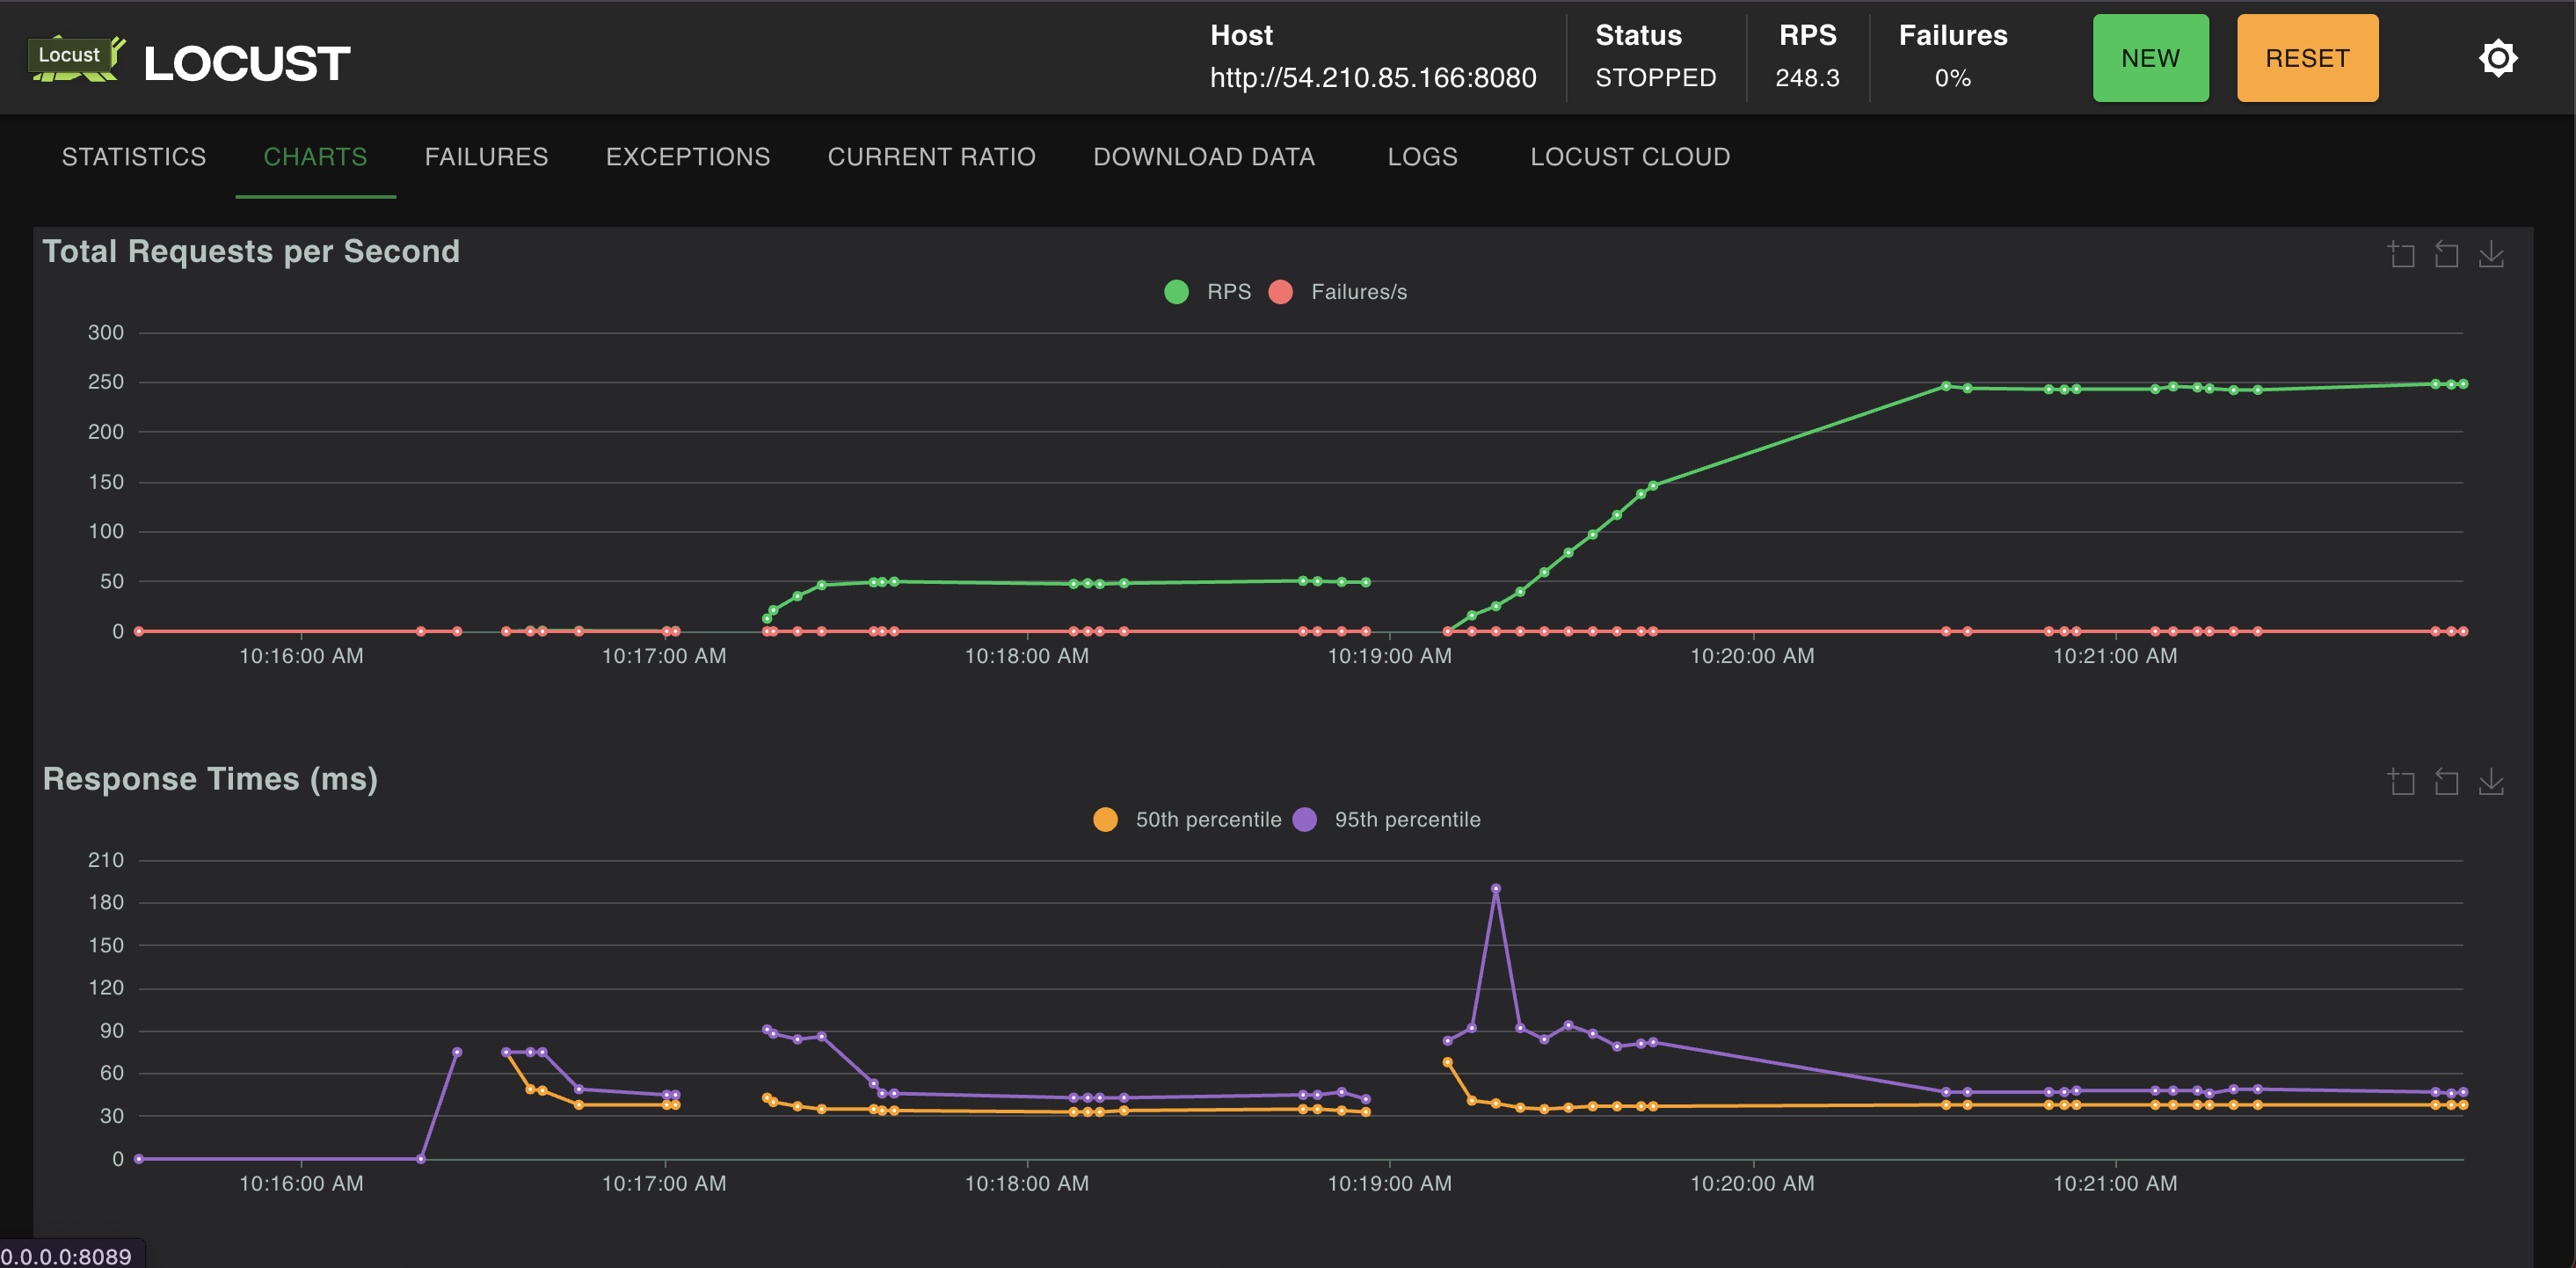 Locust
LOCUST
Host
http://54.210.85.166:8080
Status
STOPPED
RPS
248.3
Failures
0%
NEW
RESET
STATISTICS
CHARTS
FAILURES
EXCEPTIONS
CURRENT RATIO
DOWNLOAD DATA
LOGS
LOCUST CLOUD
Total Requests per Second
RPS
Failures/s
300
250
200
150
100
50
0
10:16:00 AM
10:17:00 AM
10:18:00 AM
10:19:00 AM
10:20:00 AM
10:21:00 AM
Response Times (ms)
50th percentile
95th percentile
210
180
150
120
90
60
30
0
10:16:00 AM
10:17:00 AM
10:18:00 AM
10:19:00 AM
10:20:00 AM
10:21:00 AM
0.0.0.0:8089